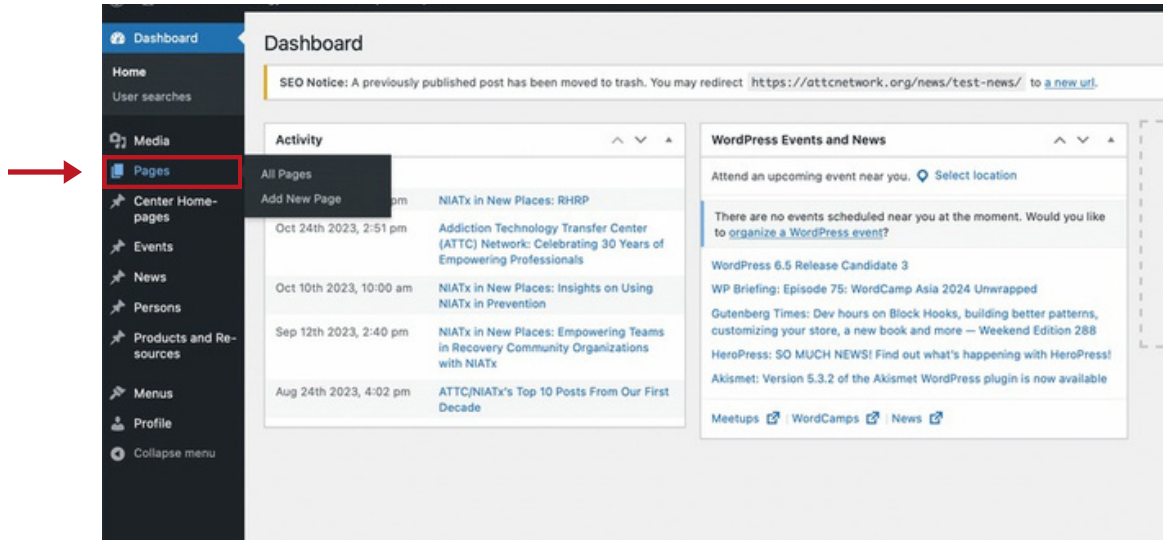 Dashboard
Home
User searches
Media
Pages
Center Home-
pages
Events
News
Persons
Products and Re-
sources
Menus
Profile
Collapse menu
All Pages
Add New Page
Dashboard
SEO Notice: A previously published post has been moved to trash. You may redirect https://attcnetwork.org/news/test-news/ to a new url.
Activity
pm NIATx in New Places: RHRP
Oct 24th 2023, 2:51 pm Addiction Technology Transfer Center
(ATTC) Network: Celebrating 30 Years of
Empowering Professionals
Oct 10th 2023, 10:00 am NIATx in New Places: Insights on Using
NIATx in Prevention
Sep 12th 2023, 2:40 pm NIATx in New Places: Empowering Teams
in Recovery Community Organizations
with NIATx
Aug 24th 2023, 4:02 pm ATTC/NIATx's Top 10 Posts From Our First
Decade
WordPress Events and News
Attend an upcoming event near you. Select location
There are no events scheduled near you at the moment. Would you like
to organize a WordPress event?
WordPress 6.5 Release Candidate 3
WP Briefing: Episode 75: WordCamp Asia 2024 Unwrapped
Gutenberg Times: Dev hours on Block Hooks, building better patterns,
customizing your store, a new book and more — Weekend Edition 288
HeroPress: SO MUCH NEWS! Find out what's happening with HeroPress!
Akismet: Version 5.3.2 of the Akismet WordPress plugin is now available
Meetups | WordCamps | News